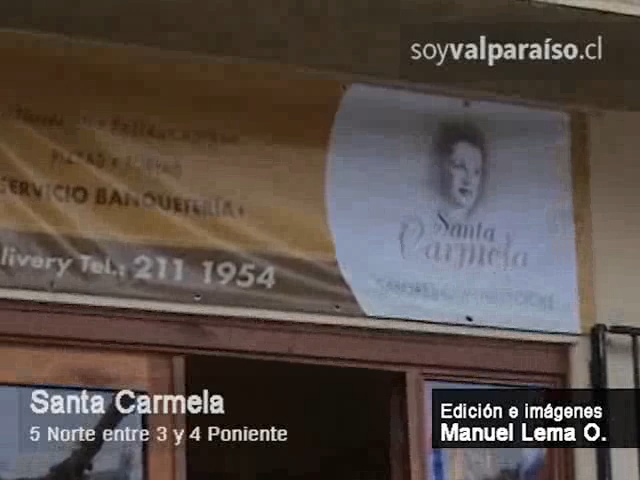 soyvalparaíso.cl
SERVICIO BANQUETERIA
livery Tel.: 211 1954
Santa
Carmela
Santa Carmela
5 Norte entre 3 y 4 Poniente
Edición e imágenes
Manuel Lema O.